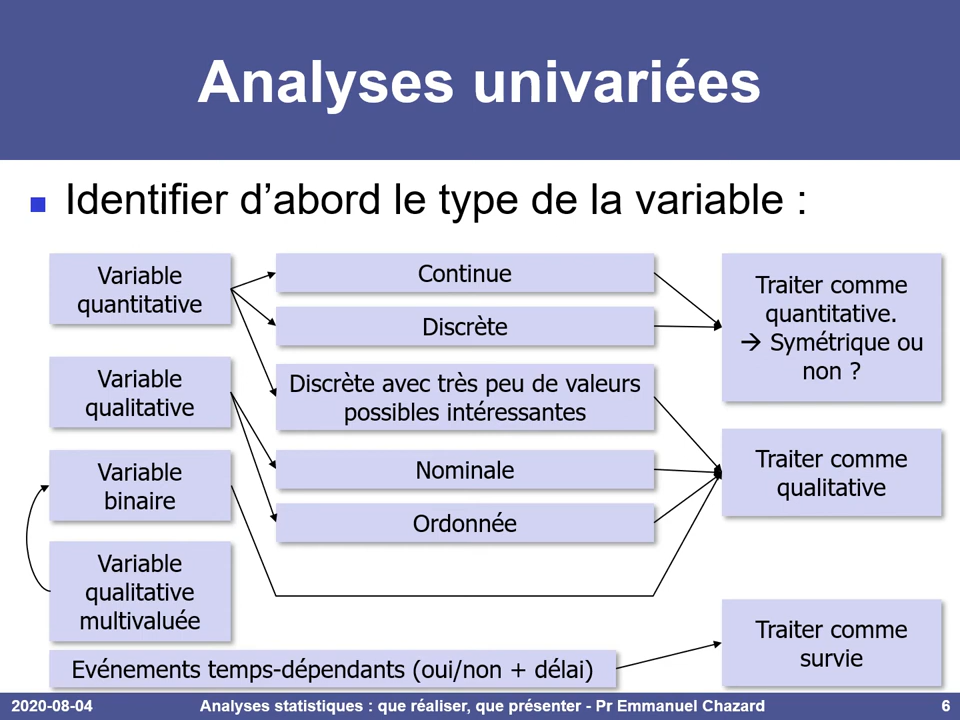 Analyses univariées
Identifier d’abord le type de la variable :
Variable
quantitative
Variable
qualitative
Variable
binaire
Variable
qualitative
multivaluée
Continue
Discrète
Discrète avec très peu de valeurs
possibles intéressantes
Nominale
Ordonnée
Traiter comme
quantitative.
→ Symétrique ou
non ?
Traiter comme
qualitative
Evénements temps-dépendants (oui/non + délai)
Traiter comme
survie
2020-08-04
Analyses statistiques : que réaliser, que présenter - Pr Emmanuel Chazard
6